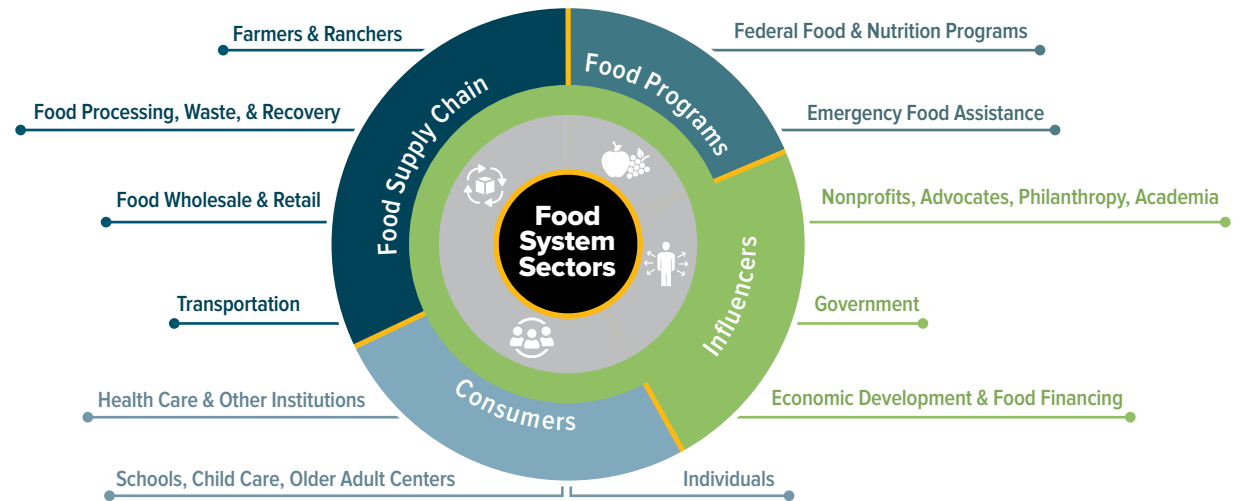 Farmers & Ranchers
Food Processing, Waste, & Recovery
Food Wholesale & Retail
Transportation
Health Care & Other Institutions
Schools, Child Care, Older Adult Centers
Food Supply Chain
Food Programs
Food
System
Sectors
Influencers
Consumers
Federal Food & Nutrition Programs
Emergency Food Assistance
Nonprofits, Advocates, Philanthropy, Academia
Government
Economic Development & Food Financing
Individuals